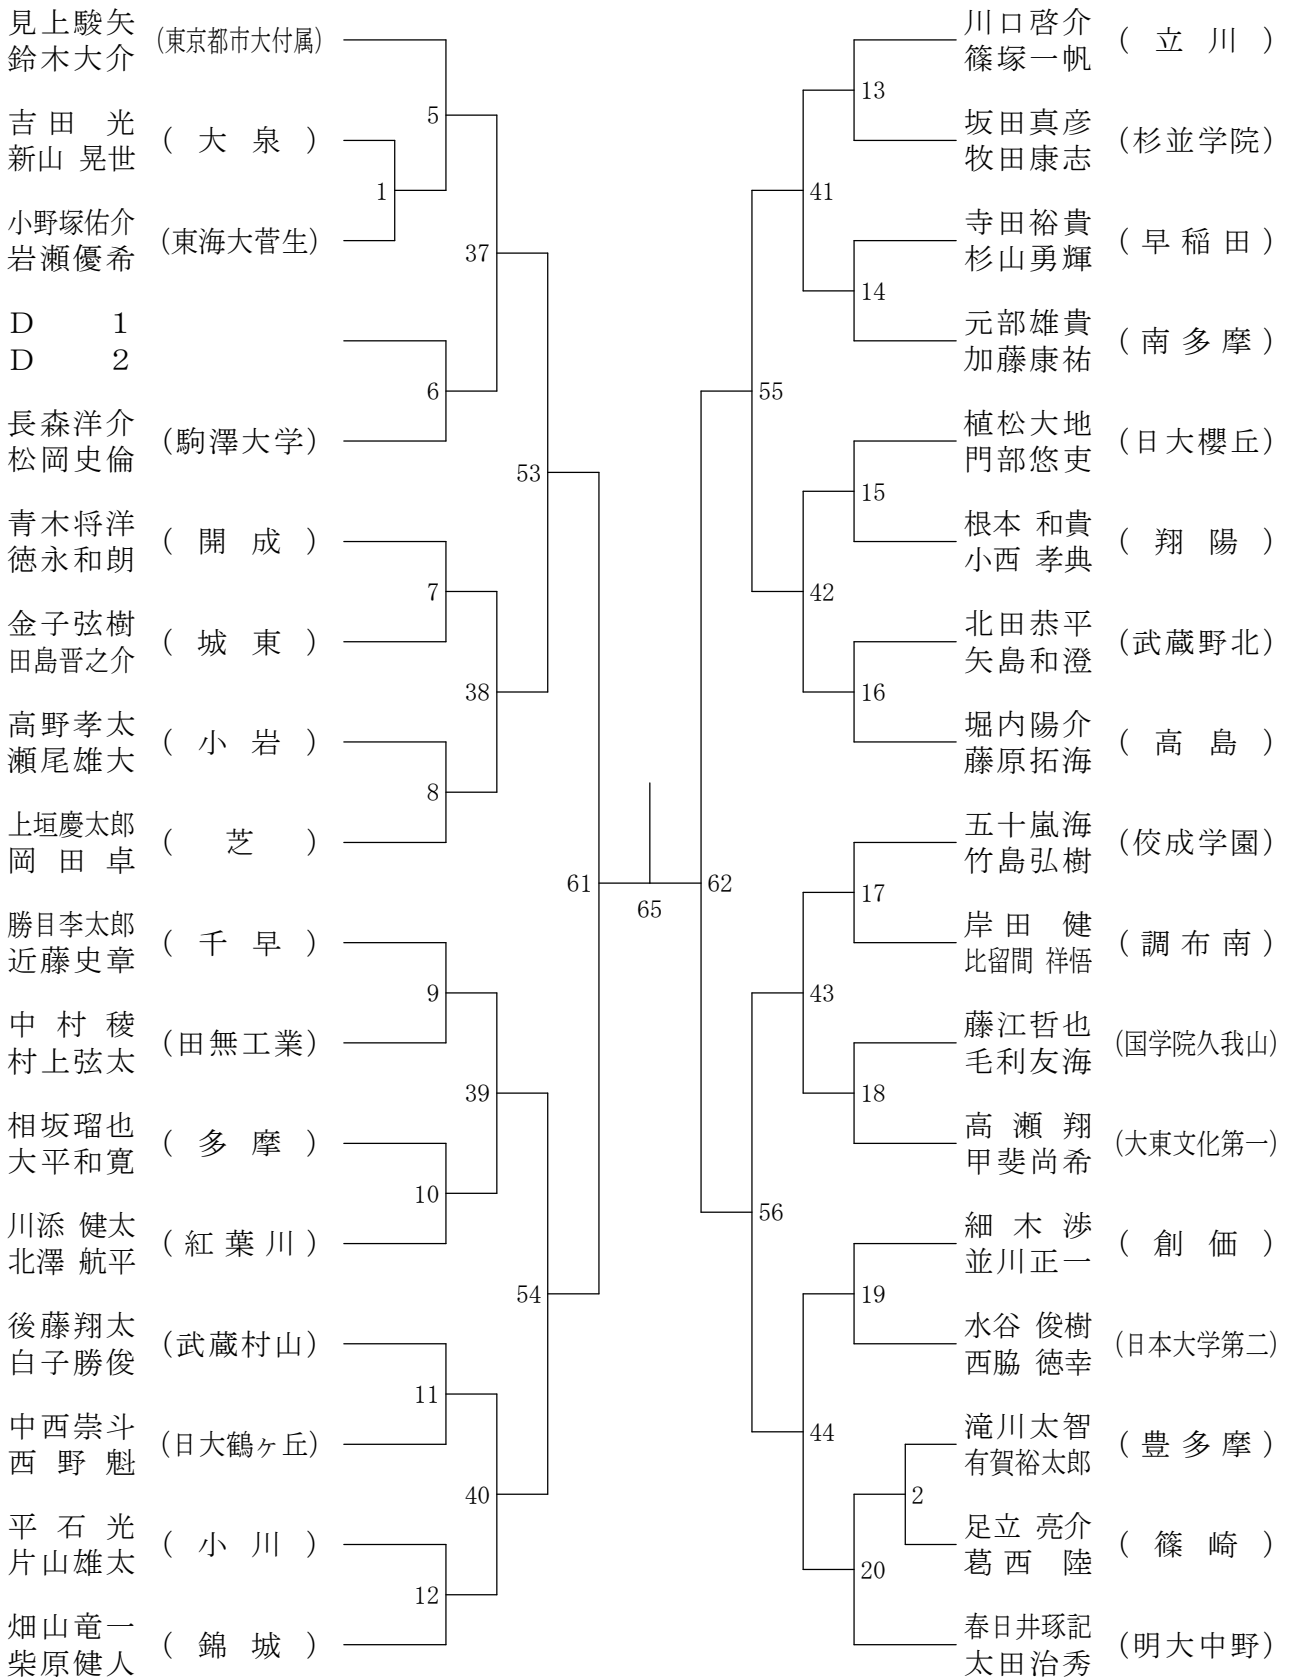 見上駿矢
鈴木大介
(東京都市大付属)
吉田 光
新山 晃世
(大泉)
小野塚佑介
岩瀬優希
(東海大菅生)
D 1
D 2
長森洋介
松岡史倫
(駒澤大学)
青木将洋
徳永和朗
(開成)
金子弦樹
田島晋之介
(城東)
高野孝太
瀬尾雄大
(小岩)
上垣慶太郎
岡田卓
(芝)
勝目李太郎
近藤史章
(千早)
中村稜
村上弦太
(田無工業)
相坂瑠也
大平和寛
(多摩)
川添 健太
北澤 航平
(紅葉川)
後藤翔太
白子勝俊
(武蔵村山)
中西崇斗
西野魁
(日大鶴ヶ丘)
平石光
片山雄太
(小川)
畑山竜一
柴原健人
(錦城)
5
1
37
6
53
7
38
8
61
9
39
10
54
11
40
12
65
62
13
41
14
55
15
42
16
17
43
18
56
19
44
2
20
川口啓介
篠塚一帆
(立川)
坂田真彦
牧田康志
(杉並学院)
寺田裕貴
杉山勇輝
(早稲田)
元部雄貴
加藤康祐
(南多摩)
植松大地
門部悠吏
(日大櫻丘)
根本 和貴
小西 孝典
(翔陽)
北田恭平
矢島和澄
(武蔵野北)
堀内陽介
藤原拓海
(高島)
五十嵐海
竹島弘樹
(佼成学園)
岸田 健
比留間 祥悟
(調布南)
藤江哲也
毛利友海
(国学院久我山)
高瀬翔
甲斐尚希
(大東文化第一)
細木渉
並川正一
(創価)
水谷 俊樹
西脇 徳幸
(日本大学第二)
滝川太智
有賀裕太郎
(豊多摩)
足立 亮介
葛西 陸
(篠崎)
春日井琢記
太田治秀
(明大中野)